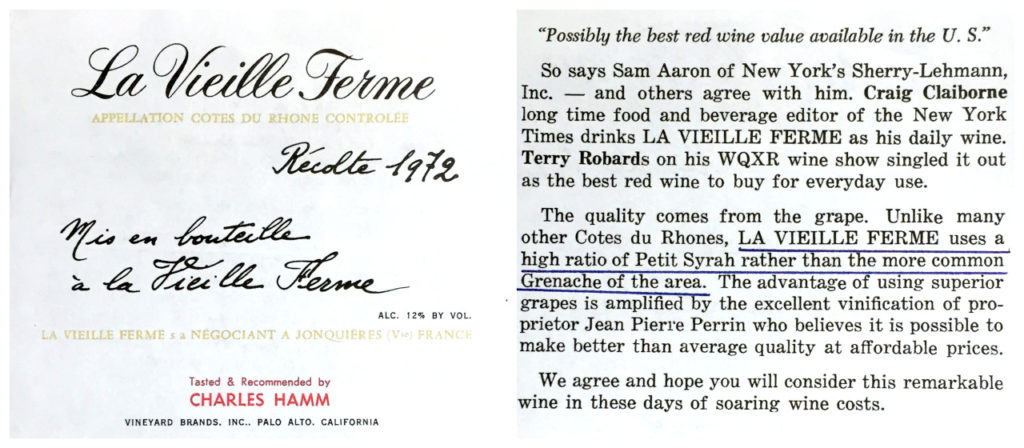 La Vieille Ferme
APPELLATION COTES DU RHONE CONTROLÉE
Récolte 1972
Mis en bouteille
à la Vieille Ferme
ALC. 12% BY VOL.
LA VIEILLE FERME s a NÉGOCIANT A JONQUIÈRES (Vse) FRANCE
Tasted & Recommended by
CHARLES HAMM
VINEYARD BRANDS, INC., PALO ALTO, CALIFORNIA
“Possibly the best red wine value available in the U. S.”
So says Sam Aaron of New York's Sherry-Lehmann,
Inc. — and others agree with him. Craig Claiborne
long time food and beverage editor of the New York
Times drinks LA VIEILLE FERME as his daily wine.
Terry Robards on his WQXR wine show singled it out
as the best red wine to buy for everyday use.
The quality comes from the grape. Unlike many
other Cotes du Rhones, LA VIEILLE FERME uses a
high ratio of Petit Syrah rather than the more common
Grenache of the area. The advantage of using superior
grapes is amplified by the excellent vinification of pro-
prietor Jean Pierre Perrin who believes it is possible to
make better than average quality at affordable prices.
We agree and hope you will consider this remarkable
wine in these days of soaring wine costs.